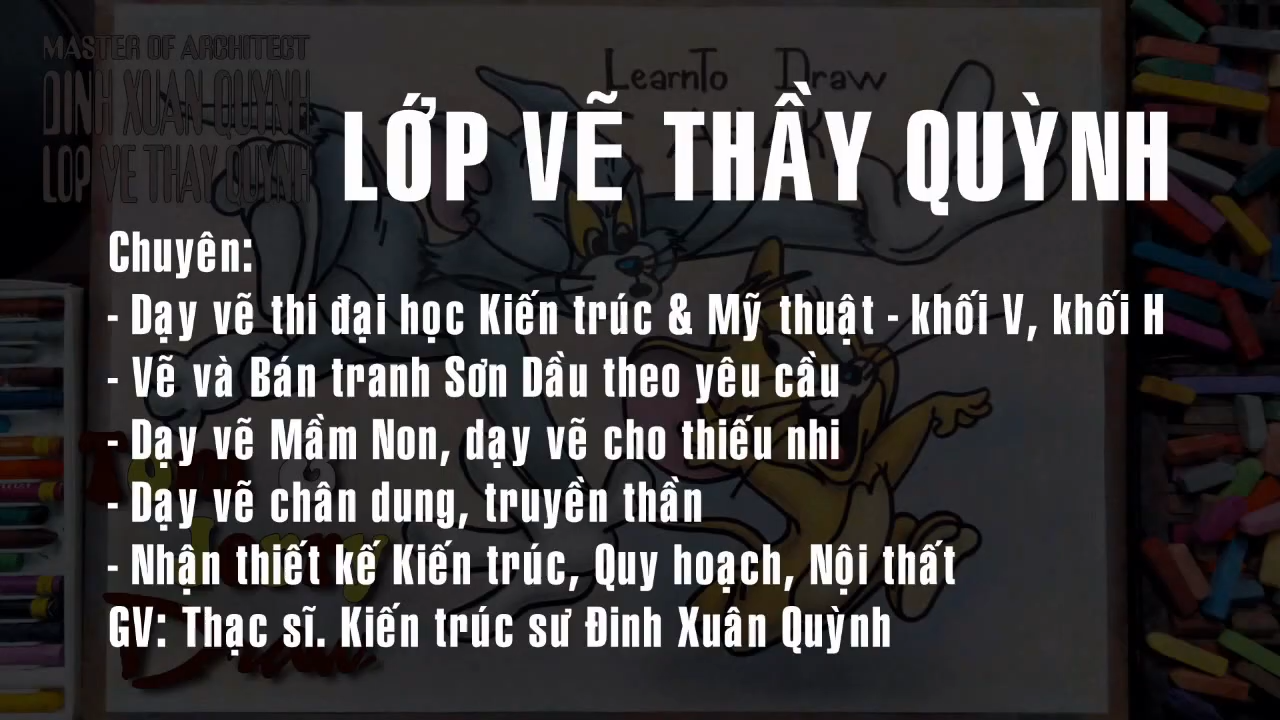 MASTER OF ARCHITECT
DINH XUAN QUYNH
LOP VE THAY QUYNH
LearnTo Draw
LỚP VẼ THẦY QUỲNH
Chuyên:
- Dạy vẽ thi đại học Kiến trúc & Mỹ thuật - khối V, khối H
- Vẽ và Bán tranh Sơn Dầu theo yêu cầu
- Dạy vẽ Mầm Non, dạy vẽ cho thiếu nhi
- Dạy vẽ chân dung, truyền thần
- Nhận thiết kế Kiến trúc, Quy hoạch, Nội thất
GV: Thạc sĩ. Kiến trúc sư Đinh Xuân Quỳnh